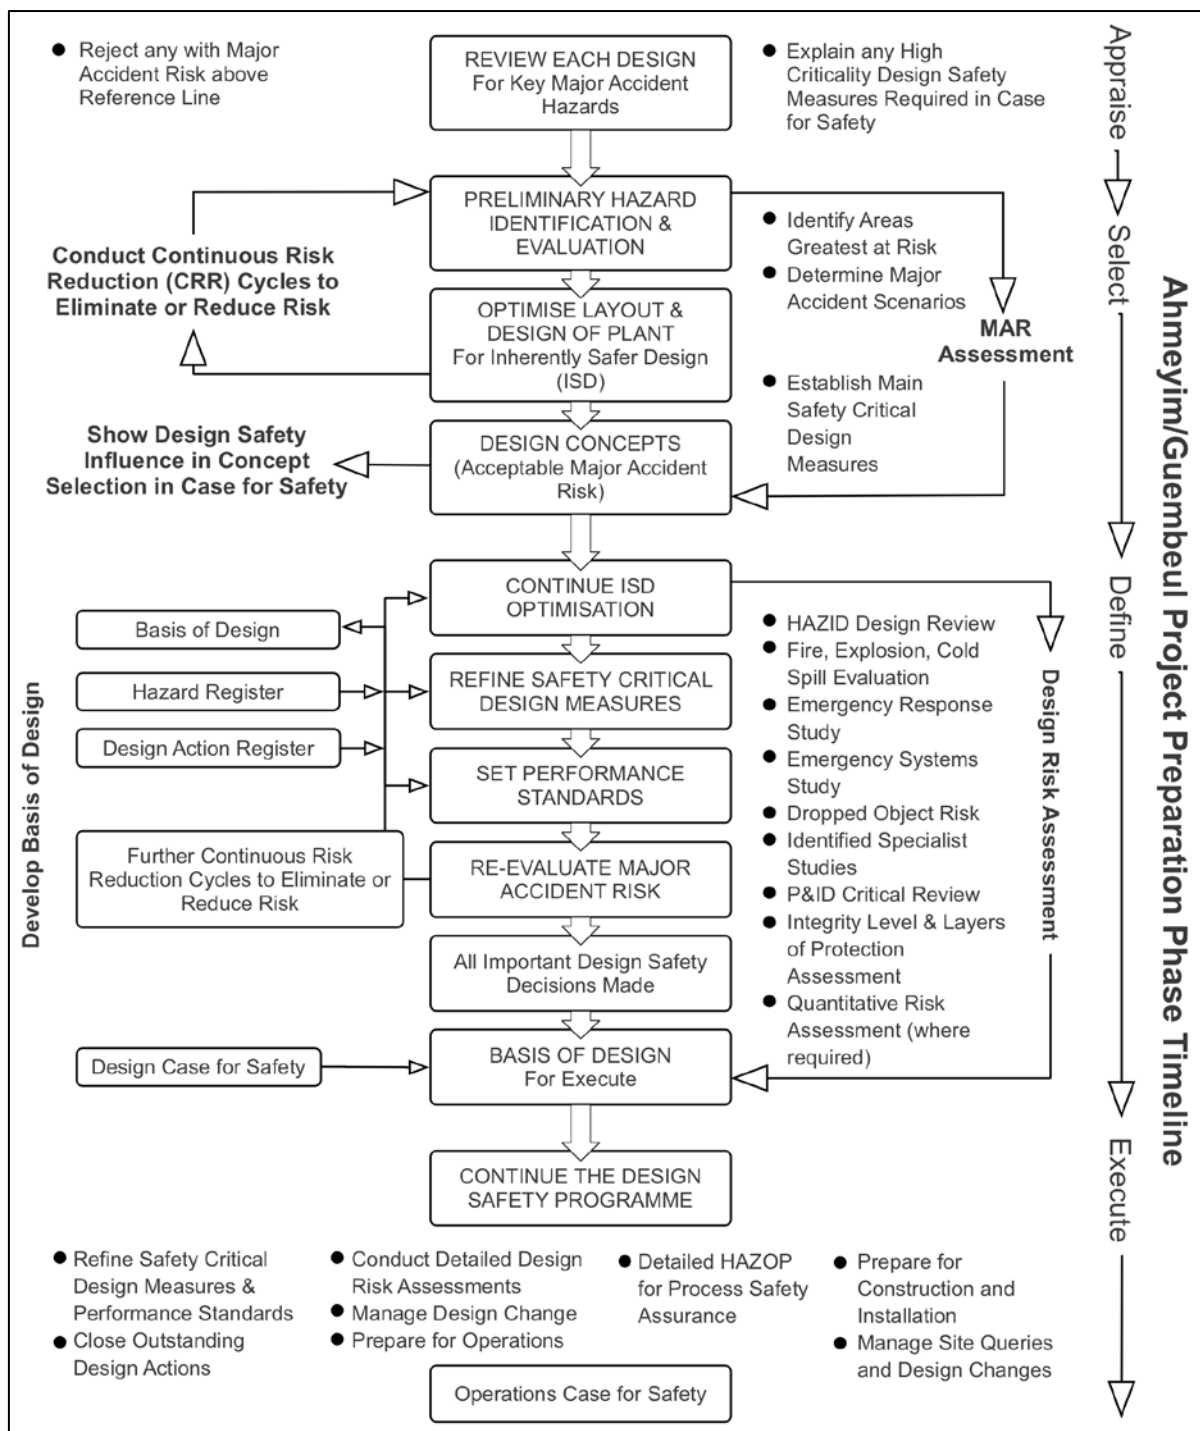 ● Reject any with Major
Accident Risk above
Reference Line
REVIEW EACH DESIGN
For Key Major Accident
Hazards
● Explain any High
Criticality Design Safety
Measures Required in Case
for Safety
PRELIMINARY HAZARD
IDENTIFICATION &
EVALUATION
Conduct Continuous Risk
Reduction (CRR) Cycles to
Eliminate or Reduce Risk
● Identify Areas
Greatest at Risk
● Determine Major
Accident Scenarios
MAR
Assessment
OPTIMISE LAYOUT &
DESIGN OF PLANT
For Inherently Safer Design
(ISD)
● Establish Main
Safety Critical
Design
Measures
Show Design Safety
Influence in Concept
Selection in Case for Safety
DESIGN CONCEPTS
(Acceptable Major Accident
Risk)
CONTINUE ISD
OPTIMISATION
Develop Basis of Design
Basis of Design
Hazard Register
Design Action Register
Further Continuous Risk
Reduction Cycles to Eliminate or
Reduce Risk
REFINE SAFETY CRITICAL
DESIGN MEASURES
SET PERFORMANCE
STANDARDS
RE-EVALUATE MAJOR
ACCIDENT RISK
All Important Design Safety
Decisions Made
● HAZID Design Review
● Fire, Explosion, Cold
Spill Evaluation
● Emergency Response
Study
● Emergency Systems
Study
● Dropped Object Risk
● Identified Specialist
Studies
● P&ID Critical Review
● Integrity Level & Layers
of Protection
Assessment
● Quantitative Risk
Assessment (where
required)
Design Risk Assessment
Design Case for Safety
BASIS OF DESIGN
For Execute
CONTINUE THE DESIGN
SAFETY PROGRAMME
● Refine Safety Critical
Design Measures &
Performance Standards
● Close Outstanding
Design Actions
● Conduct Detailed Design
Risk Assessments
● Manage Design Change
● Prepare for Operations
● Detailed HAZOP
for Process Safety
Assurance
● Prepare for
Construction and
Installation
● Manage Site Queries
and Design Changes
Operations Case for Safety
Appraise
Select
Define
Execute
Ahmeyim/Guembeul Project Preparation Phase Timeline